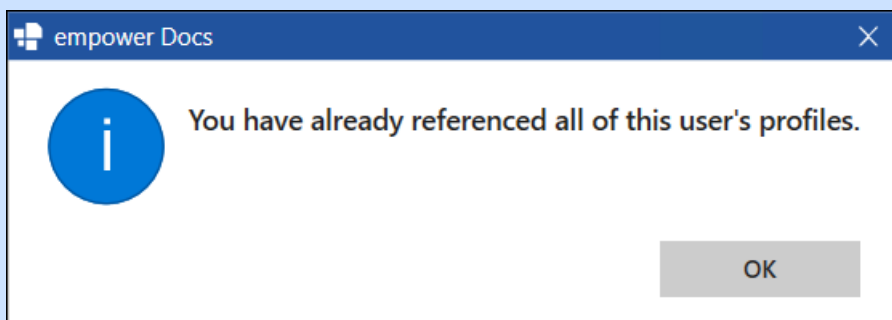 empower Docs
You have already referenced all of this user's profiles.
OK